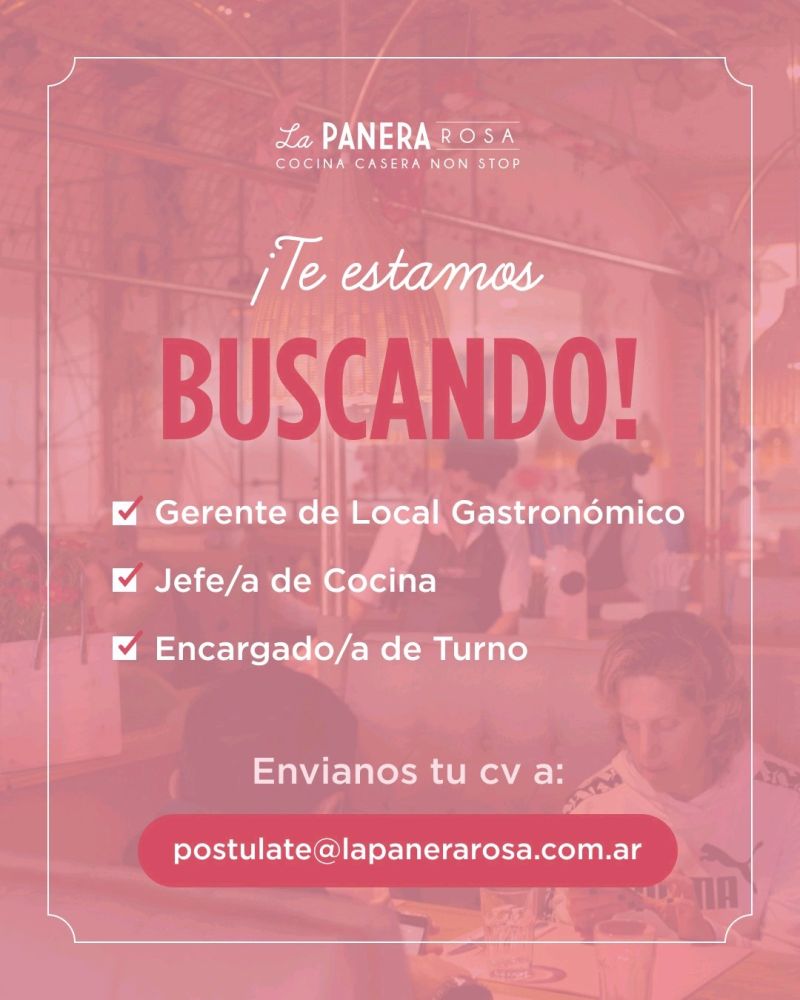 La PANERA ROSA
COCINA CASERA NON STOP
¡Te estamos
BUSCANDO!
Gerente de Local Gastronómico
Jefe/a de Cocina
Encargado/a de Turno
Envianos tu cv a:
postulate@lapanerarosa.com.ar
PUMA